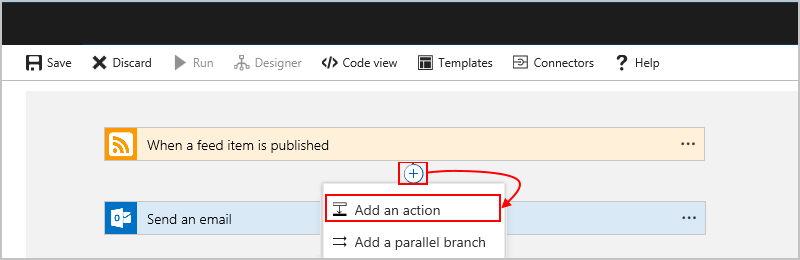 Save Discard Run Designer Code view Templates Connectors Help
When a feed item is published
Add an action
Send an email
Add a parallel branch